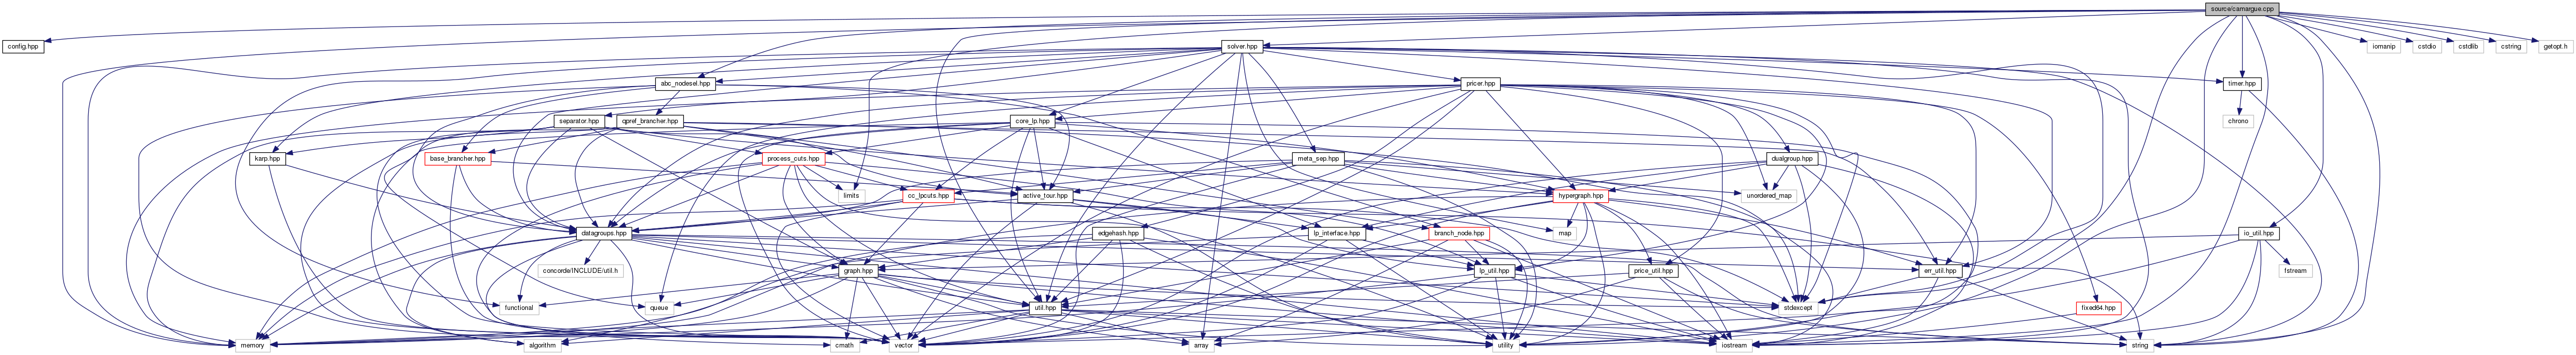 source/camargue.cpp
config.hpp
solver.hpp
iomanip
cstdio
cstdlib
cstring
getopt.h
abc_nodesel.hpp
pricer.hpp
timer.hpp
separator.hpp
qpref_brancher.hpp
core_lp.hpp
chrono
karp.hpp
base_brancher.hpp
process_cuts.hpp
meta_sep.hpp
dualgroup.hpp
limits
cc_lpcuts.hpp
active_tour.hpp
hypergraph.hpp
unordered_map
datagroups.hpp
edgehash.hpp
lp_interface.hpp
branch_node.hpp
map
io_util.hpp
concorde/INCLUDE/util.h
graph.hpp
lp_util.hpp
price_util.hpp
err_util.hpp
fstream
functional
queue
util.hpp
stdexcept
fixed64.hpp
memory
algorithm
cmath
vector
array
utility
iostream
string